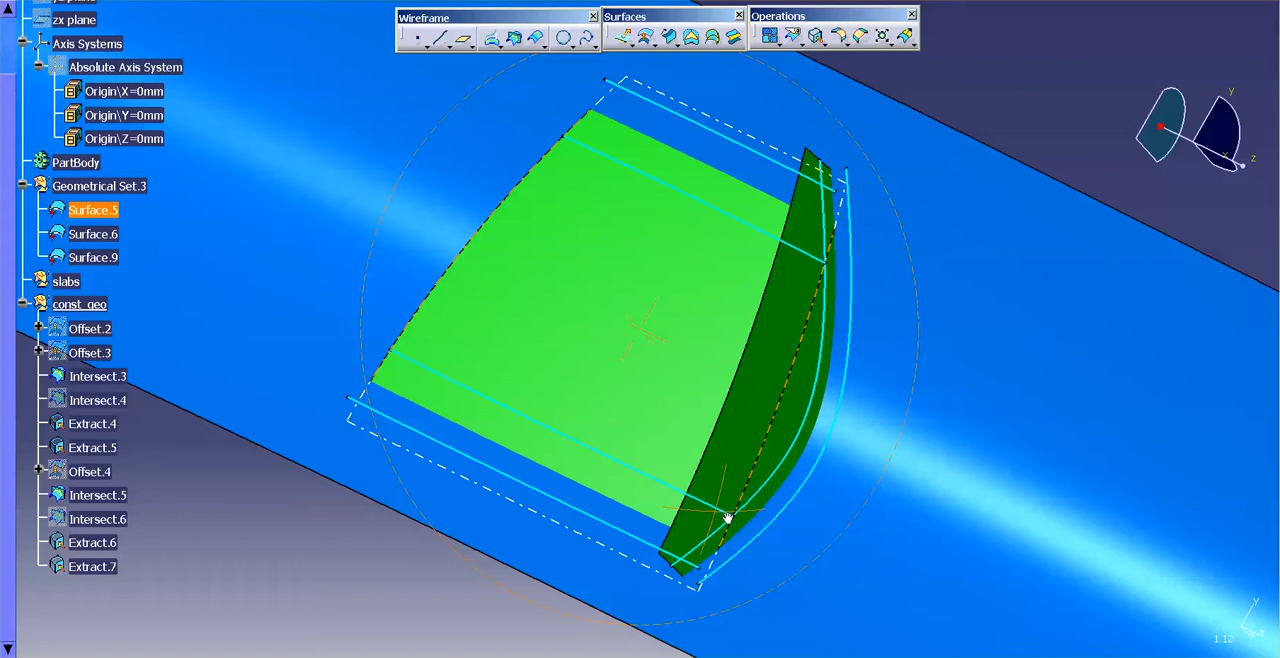 zx plane
Axis Systems
Absolute Axis System
Origin\X=0mm
Origin\Y=0mm
Origin\Z=0mm
PartBody
Geometrical Set.3
Surface.5
Surface.6
Surface.9
slabs
const_geo
Offset.2
Offset.3
Intersect.3
Intersect.4
Extract.4
Extract.5
Offset.4
Intersect.5
Intersect.6
Extract.6
Extract.7
Wireframe
Surfaces
Operations
y
x
z
y
z
1.12